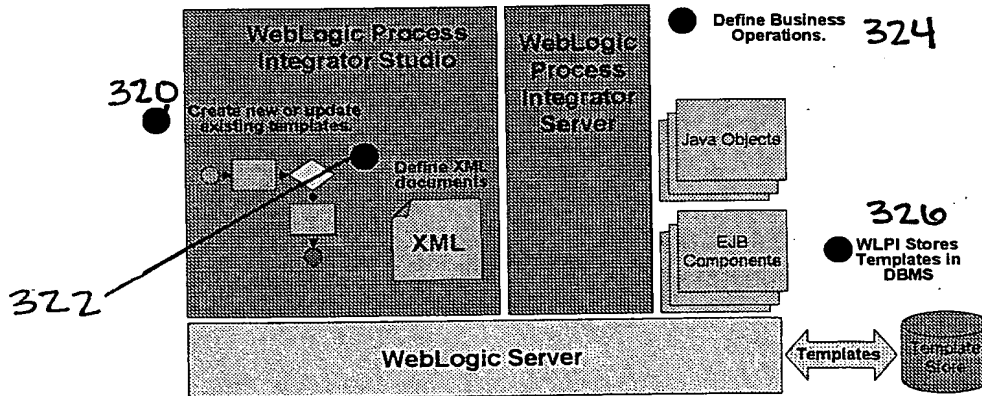 WebLogic Process
Integrator Studio
320
Create new or update
existing templates.
Define XML
documents
XML
322
WebLogic
Process
Integrator
Server
Define Business
Operations.
324
Java Objects
EJB
Components
326
WLPI Stores
Templates in
DBMS
WebLogic Server
Templates
Template
Store